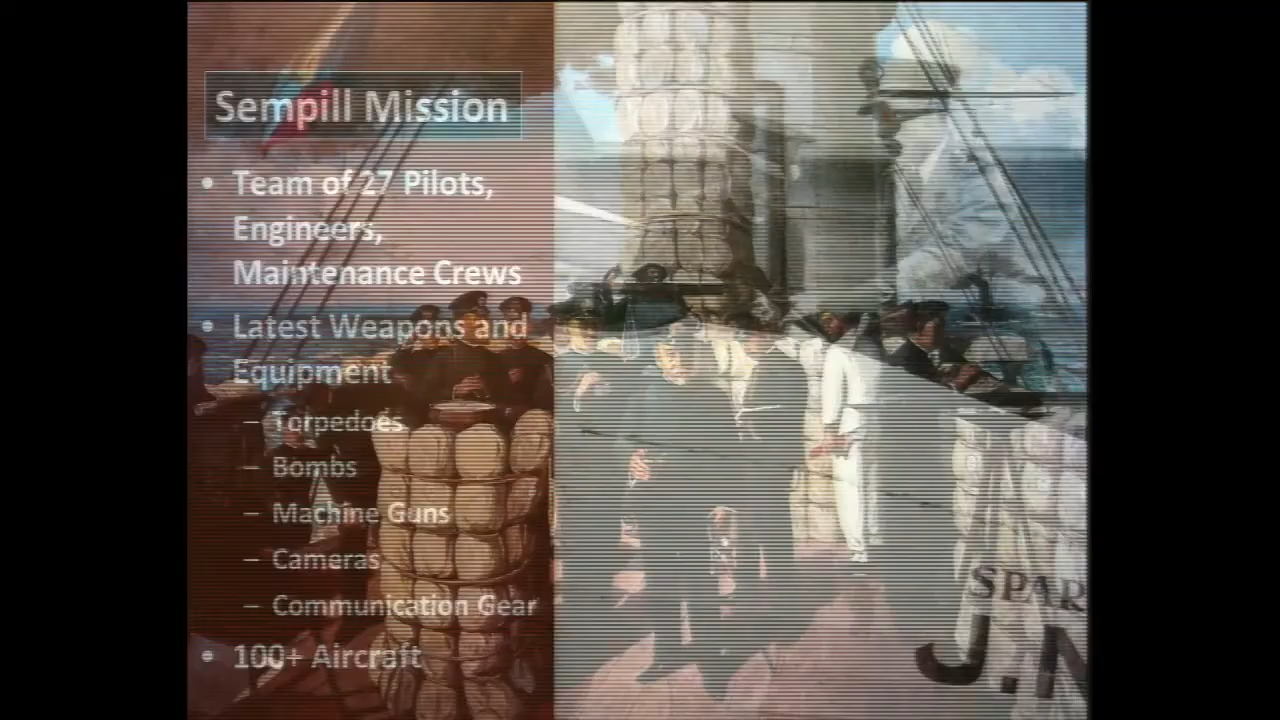 Sempill Mission
• Team of 27 Pilots,
Engineers,
Maintenance Crews
• Latest Weapons and
Equipment
– Torpedoes
– Bombs
– Machine Guns
– Cameras
– Communication Gear
• 100+ Aircraft
SPAR
J.N